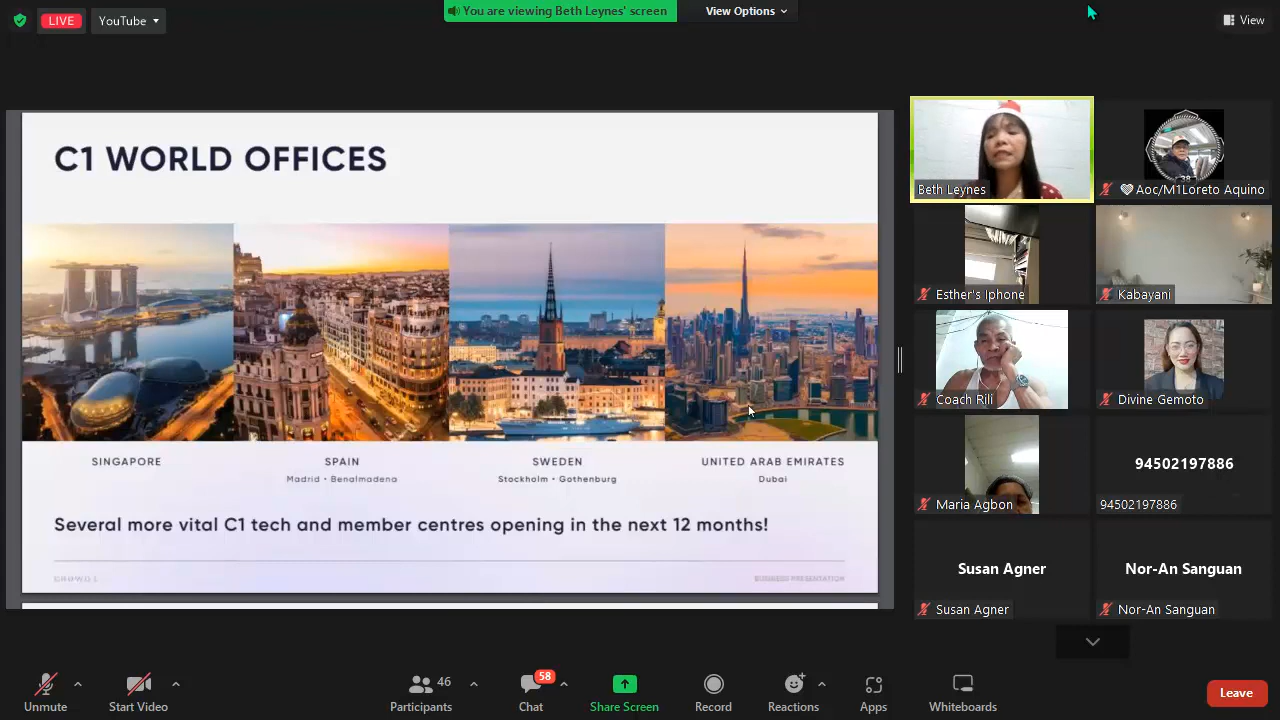 LIVE
YouTube
You are viewing Beth Leynes' screen
View Options
View
C1 WORLD OFFICES
SINGAPORE
SPAIN
Madrid • Benalmadena
SWEDEN
Stockholm • Gothenburg
UNITED ARAB EMIRATES
Dubai
Several more vital C1 tech and member centres opening in the next 12 months!
CROWD1
BUSINESS PRESENTATION
Beth Leynes
Aoc/M1Loreto Aquino
Esther's Iphone
Kabayani
Coach Rili
Divine Gemoto
Maria Agbon
94502197886
94502197886
Susan Agner
Susan Agner
Nor-An Sanguan
Nor-An Sanguan
Unmute
Start Video
46
Participants
58
Chat
Share Screen
Record
Reactions
Apps
Whiteboards
Leave